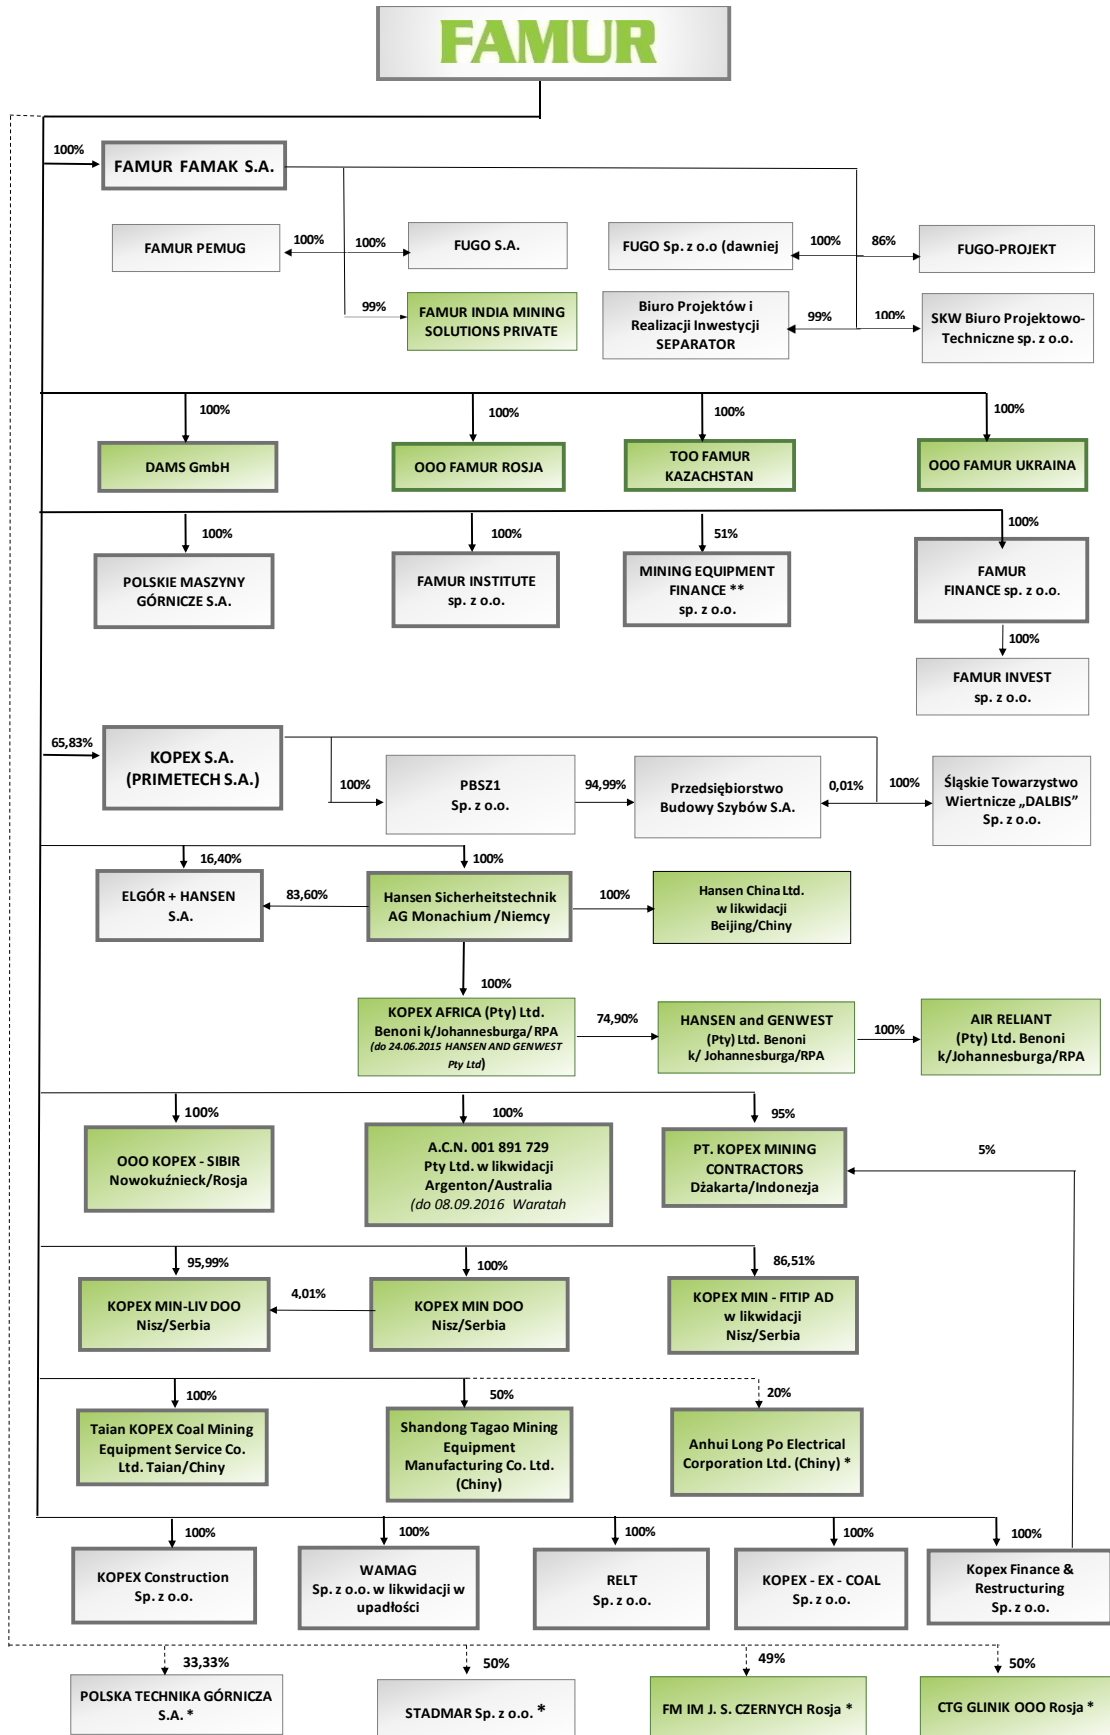 FAMUR
100%
FAMUR FAMAK S.A.
FAMUR PEMUG
100%
100%
FUGO S.A.
FUGO Sp. z o.o (dawniej
100%
86%
FUGO-PROJEKT
99%
FAMUR INDIA MINING
SOLUTIONS PRIVATE
Biuro Projektów i
Realizacji Inwestycji
SEPARATOR
99%
100%
SKW Biuro Projektowo-
Techniczne sp. z o.o.
100%
100%
100%
100%
DAMS GmbH
OOO FAMUR ROSJA
TOO FAMUR
KAZACHSTAN
OOO FAMUR UKRAINA
100%
100%
51%
100%
POLSKIE MASZYNY
GÓRNICZE S.A.
FAMUR INSTITUTE
sp. z o.o.
MINING EQUIPMENT
FINANCE **
sp. z o.o.
FAMUR
FINANCE sp. z o.o.
100%
FAMUR INVEST
sp. z o.o.
65,83%
KOPEX S.A.
(PRIMETECH S.A.)
100%
PBSZ1
Sp. z o.o.
94,99%
Przedsiębiorstwo
Budowy Szybów S.A.
0,01%
100%
Śląskie Towarzystwo
Wiertnicze „DALBIS”
Sp. z o.o.
16,40%
100%
ELGÓR + HANSEN
S.A.
83,60%
Hansen Sicherheitstechnik
AG Monachium /Niemcy
100%
Hansen China Ltd.
w likwidacji
Beijing/Chiny
100%
KOPEX AFRICA (Pty) Ltd.
Benoni k/Johannesburga/RPA
(do 24.06.2015 HANSEN AND GENWEST
Pty Ltd)
74,90%
HANSEN and GENWEST
(Pty) Ltd. Benoni
k/ Johannesburga/RPA
100%
AIR RELIANT
(Pty) Ltd. Benoni
k/Johannesburga/RPA
100%
100%
95%
OOO KOPEX - SIBIR
Nowokuźnieck/Rosja
A.C.N. 001 891 729
Pty Ltd. w likwidacji
Argenton/Australia
(do 08.09.2016 Waratah
PT. KOPEX MINING
CONTRACTORS
Dżakarta/Indonezja
5%
95,99%
100%
86,51%
KOPEX MIN-LIV DOO
Nisz/Serbia
4,01%
KOPEX MIN DOO
Nisz/Serbia
KOPEX MIN - FITIP AD
w likwidacji
Nisz/Serbia
100%
50%
20%
Taian KOPEX Coal Mining
Equipment Service Co.
Ltd. Taian/Chiny
Shandong Tagao Mining
Equipment
Manufacturing Co. Ltd.
(Chiny)
Anhui Long Po Electrical
Corporation Ltd. (Chiny) *
100%
100%
100%
100%
100%
KOPEX Construction
Sp. z o.o.
WAMAG
Sp. z o.o. w likwidacji w
upadłości
RELT
Sp. z o.o.
KOPEX - EX - COAL
Sp. z o.o.
Kopex Finance &
Restructuring
Sp. z o.o.
33,33%
50%
49%
50%
POLSKA TECHNIKA GÓRNICZA
S.A. *
STADMAR Sp. z o.o. *
FM IM J. S. CZERNYCH Rosja *
CTG GLINIK OOO Rosja *